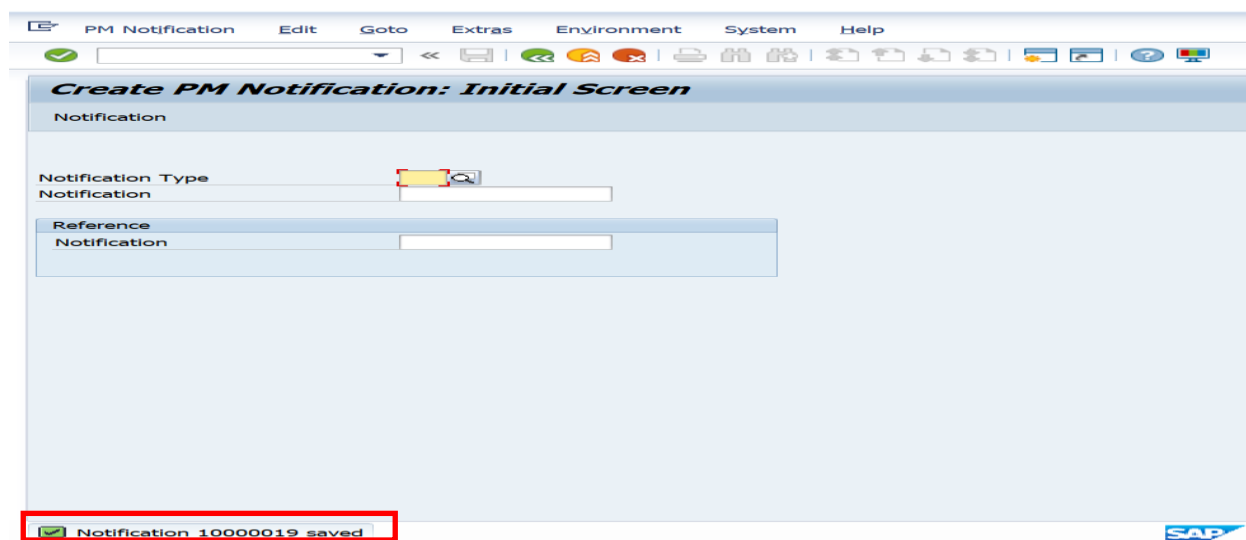 PM Notification Edit Goto Extras Environment System Help
Create PM Notification: Initial Screen
Notification
Notification Type
Notification
Reference
Notification
Notification 10000019 saved
SAP